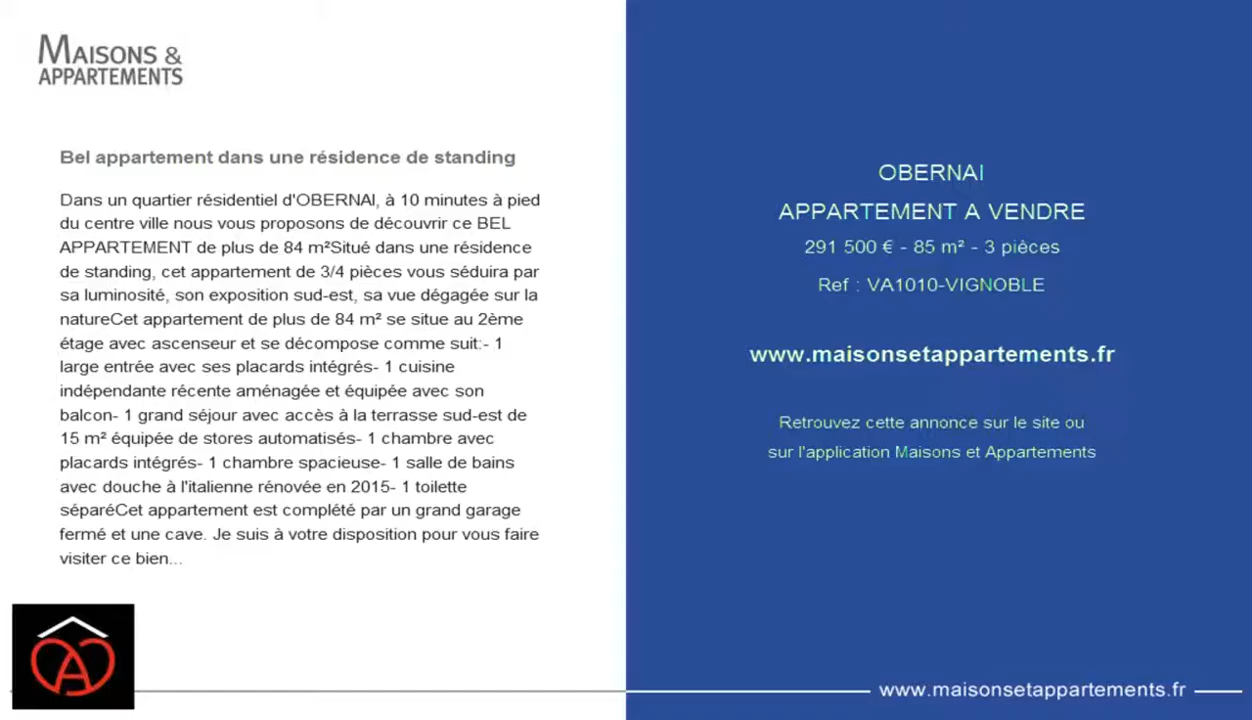 MAISONS &
APPARTEMENTS
Bel appartement dans une résidence de standing
Dans un quartier résidentiel d'OBERNAI, à 10 minutes à pied
du centre ville nous vous proposons de découvrir ce BEL
APPARTEMENT de plus de 84 m²Situé dans une résidence
de standing, cet appartement de 3/4 pièces vous séduira par
sa luminosité, son exposition sud-est, sa vue dégagée sur la
natureCet appartement de plus de 84 m² se situe au 2ème
étage avec ascenseur et se décompose comme suit:- 1
large entrée avec ses placards intégrés- 1 cuisine
indépendante récente aménagée et équipée avec son
balcon- 1 grand séjour avec accès à la terrasse sud-est de
15 m² équipée de stores automatisés- 1 chambre avec
placards intégrés- 1 chambre spacieuse- 1 salle de bains
avec douche à l'italienne rénovée en 2015- 1 toilette
séparéCet appartement est complété par un grand garage
fermé et une cave. Je suis à votre disposition pour vous faire
visiter ce bien...
OBERNAI
APPARTEMENT A VENDRE
291 500 € - 85 m² - 3 pièces
Ref : VA1010-VIGNOBLE
www.maisonsetappartements.fr
Retrouvez cette annonce sur le site ou
sur l'application Maisons et Appartements
A
www.maisonsetappartements.fr